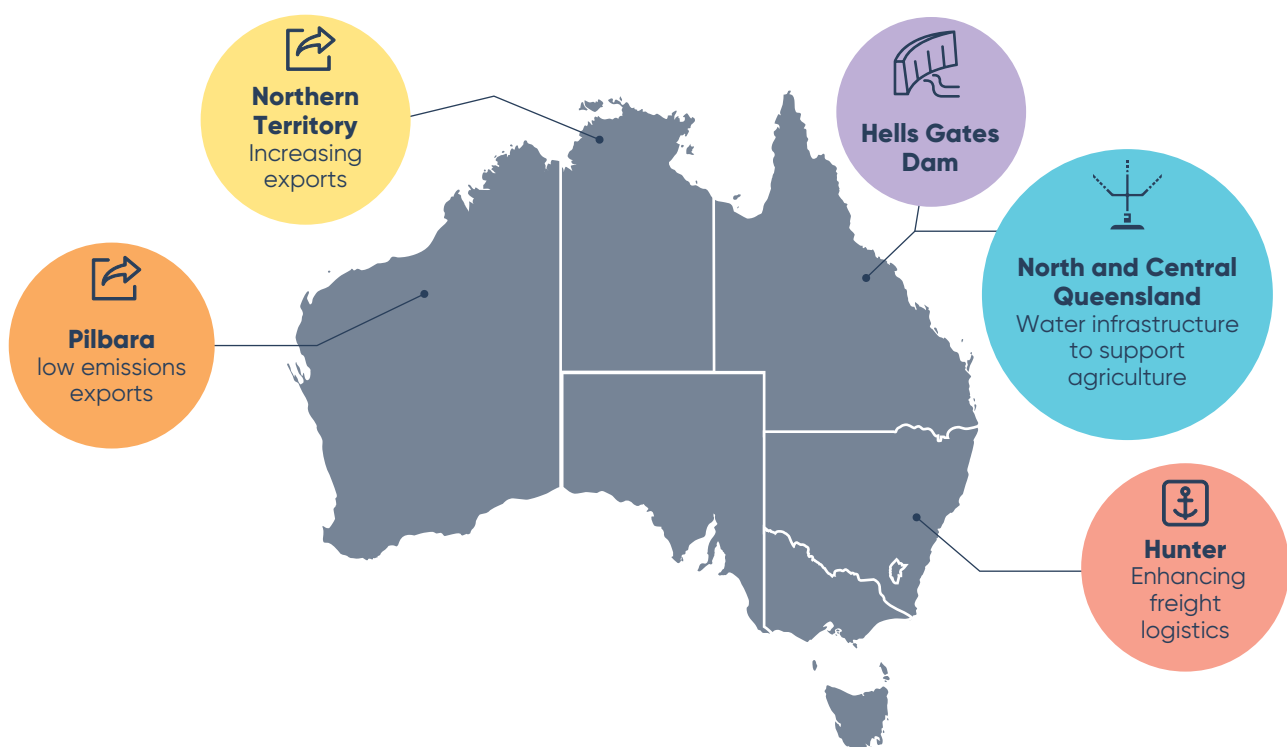 Northern
Territory
Increasing
exports
Hells Gates
Dam
North and Central
Queensland
Water infrastructure
to support
agriculture
Pilbara
low emissions
exports
Hunter
Enhancing
freight
logistics